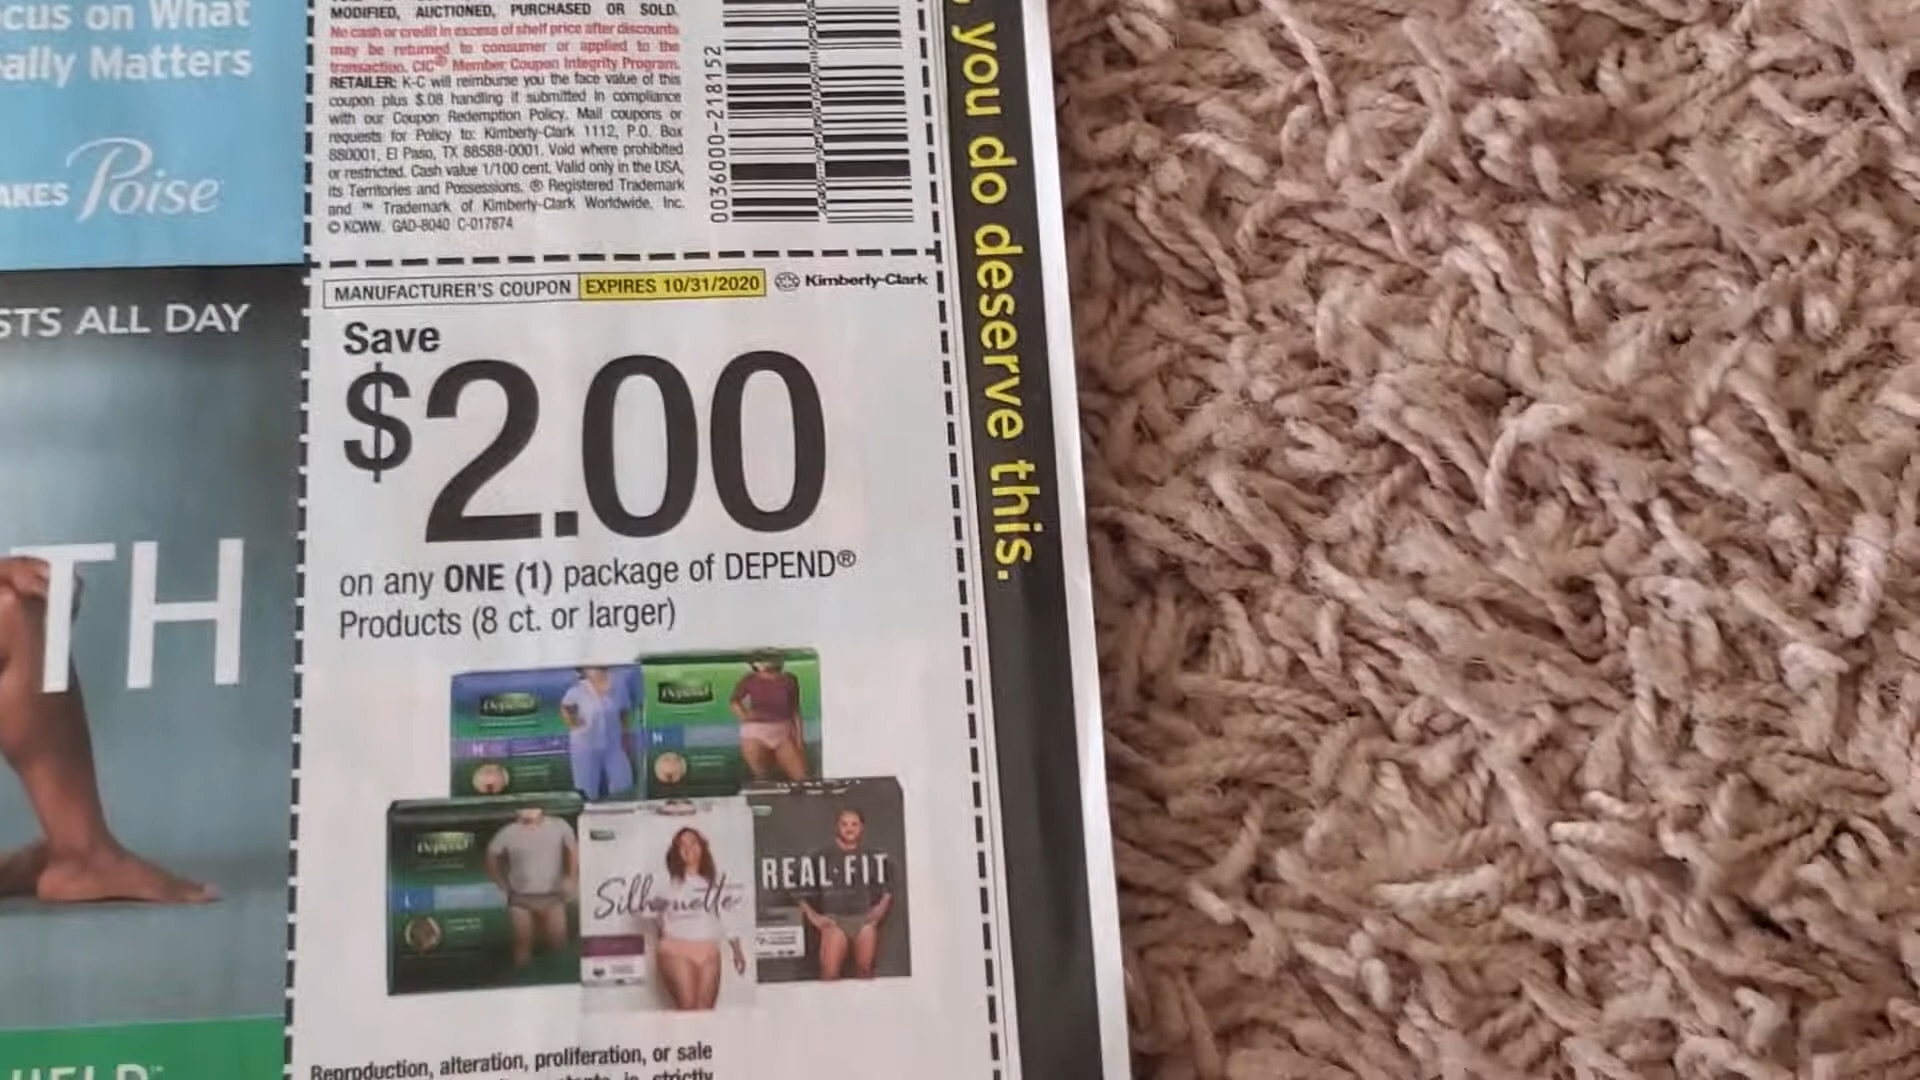 cus on What
ally Matters
AKES Poise
MODIFIED, AUCTIONED, PURCHASED OR SOLD.
No cash or credit in excess of shelf price after discounts
may be returned to consumer or applied to the
transaction. CIC® Member Coupon Integrity Program.
RETAILER: K-C will reimburse you the face value of this
coupon plus $.08 handling if submitted in compliance
with our Coupon Redemption Policy. Mail coupons or
requests for Policy to: Kimberly-Clark 1112, P.O. Box
880001, El Paso, TX 88588-0001. Void where prohibited
or restricted. Cash value 1/100 cent. Valid only in the USA,
its Territories and Possessions. ® Registered Trademark
and ™ Trademark of Kimberly-Clark Worldwide, Inc.
© KCWW. GAD-8040 C-017874
0036000-218152
, you do deserve this.
STS ALL DAY
TH
MANUFACTURER'S COUPON EXPIRES 10/31/2020 Kimberly-Clark
Save
$2.00
on any ONE (1) package of DEPEND®
Products (8 ct. or larger)
Depend
Depend
M
Depend
L
Silhouette
REAL·FIT
Reproduction, alteration, proliferation, or sale
is strictly